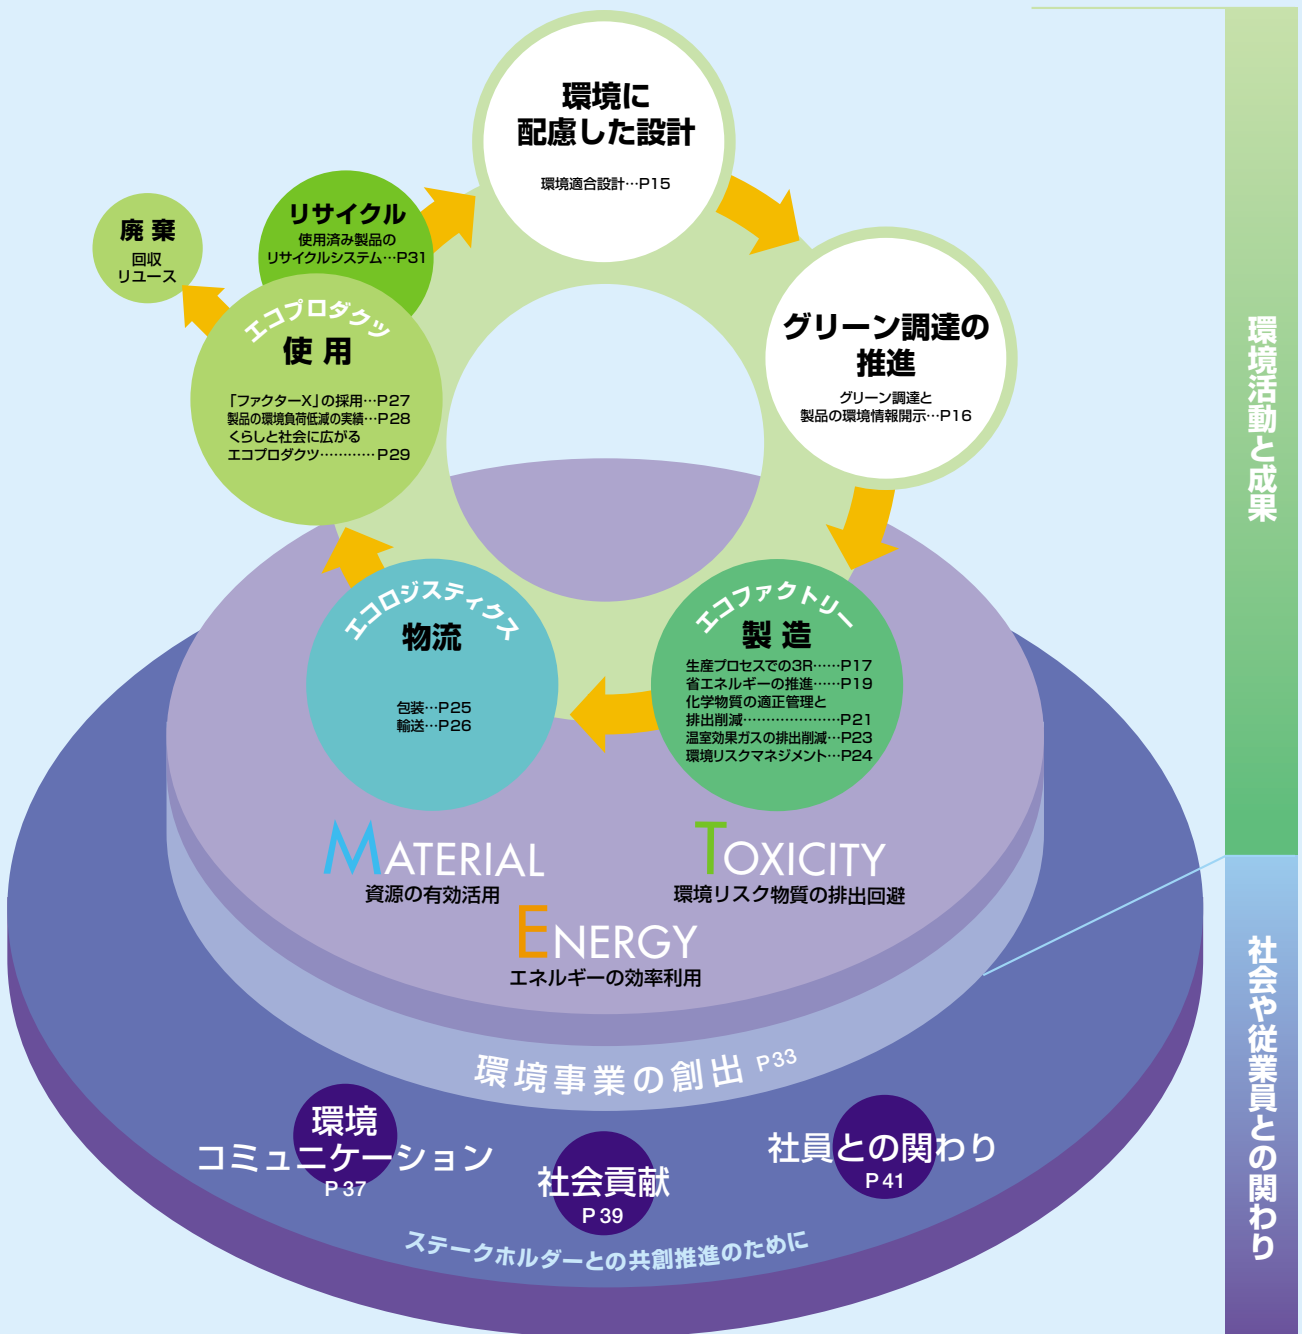 環境に
配慮した設計
環境適合設計…P15
リサイクル
使用済み製品の
リサイクルシステム…P31
廃 棄
回収
リユース
エコプロダクツ
使 用
「ファクターX」の採用…P27
製品の環境負荷低減の実績…P28
くらしと社会に広がる
エコプロダクツ…………P29
グリーン調達の
推進
グリーン調達と
製品の環境情報開示…P16
エコロジスティクス
物流
包装…P25
輸送…P26
エコファクトリー
製 造
生産プロセスでの3R……P17
省エネルギーの推進……P19
化学物質の適正管理と
排出削減…………………P21
温室効果ガスの排出削減…P23
環境リスクマネジメント…P24
MATERIAL
資源の有効活用
TOXICITY
環境リスク物質の排出回避
ENERGY
エネルギーの効率利用
環境事業の創出 P33
環境
コミュニケーション
P37
社会貢献
P39
社員との関わり
P41
ステークホルダーとの共創推進のために
環境活動と成果
社会や従業員との関わり